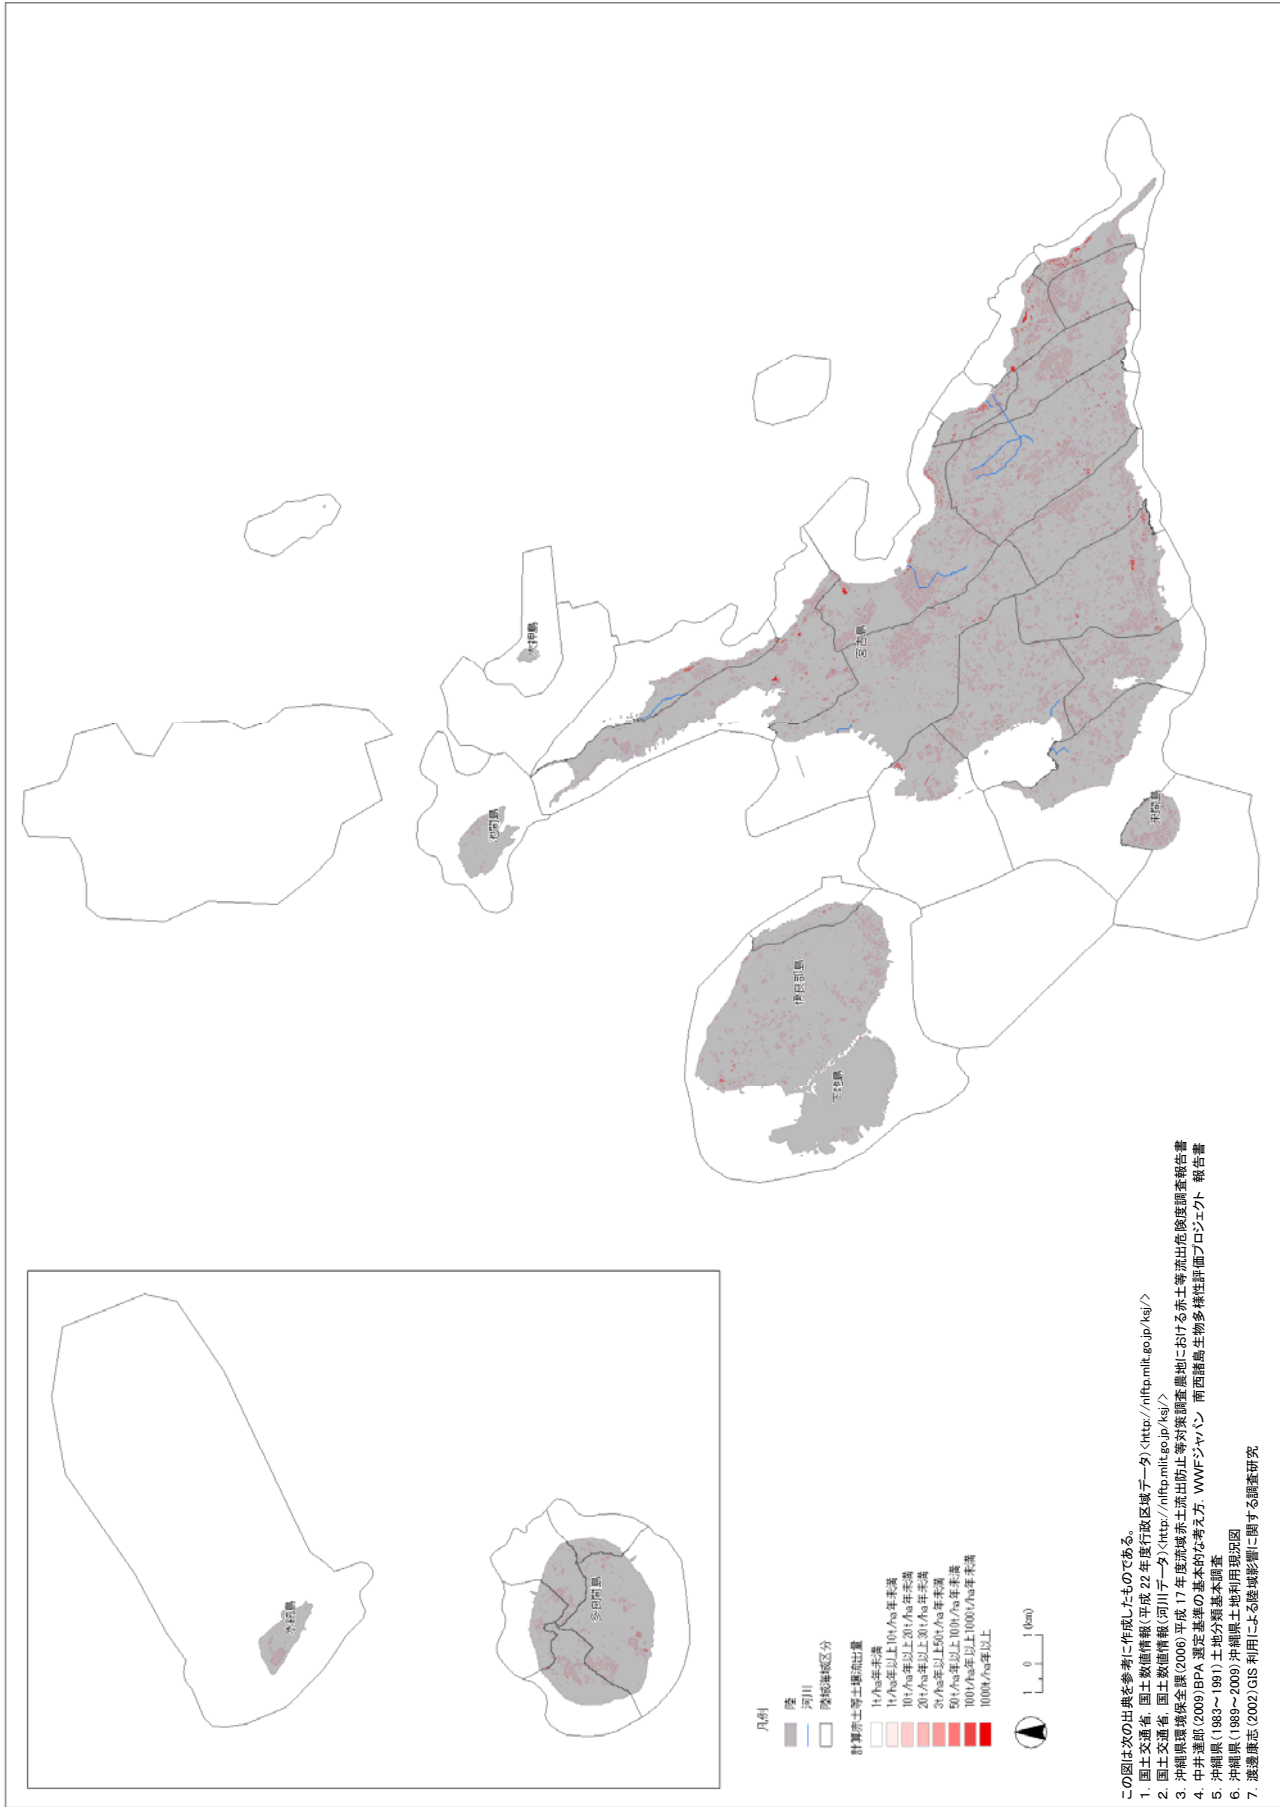 大神島
池間島
宮古島
伊良部島
下地島
来間島
水納島
多良間島
凡例
陸
河川
陸域海域区分
計算赤土等土壌流出量
1t/ha年未満
1t/ha年以上10t/ha年未満
10t/ha年以上20t/ha年未満
20t/ha年以上30t/ha年未満
3t/ha年以上50t/ha年未満
50t/ha年以上100t/ha年未満
100t/ha年以上1000t/ha年未満
1000t/ha年以上
1 0 1 0(km)
この図は次の出典を参考に作成したものである。
1. 国土交通省, 国土数値情報(平成 22 年度行政区域データ)<http://nlftp.mlit.go.jp/ksj/>
2. 国土交通省, 国土数値情報(河川データ)<http://nlftp.mlit.go.jp/ksj/>
3. 沖縄県環境保全課(2006)平成 17 年度流域赤土流出防止等対策調査農地における赤土等流出危険度調査報告書
4. 中井達郎(2009)BPA 選定基準の基本的な考え方. WWFジャパン 南西諸島生物多様性評価プロジェクト 報告書
5. 沖縄県(1983～1991)土地分類基本調査
6. 沖縄県(1989～2009)沖縄県土地利用現況図
7. 渡邊康志(2002)GIS 利用による陸域影響に関する調査研究